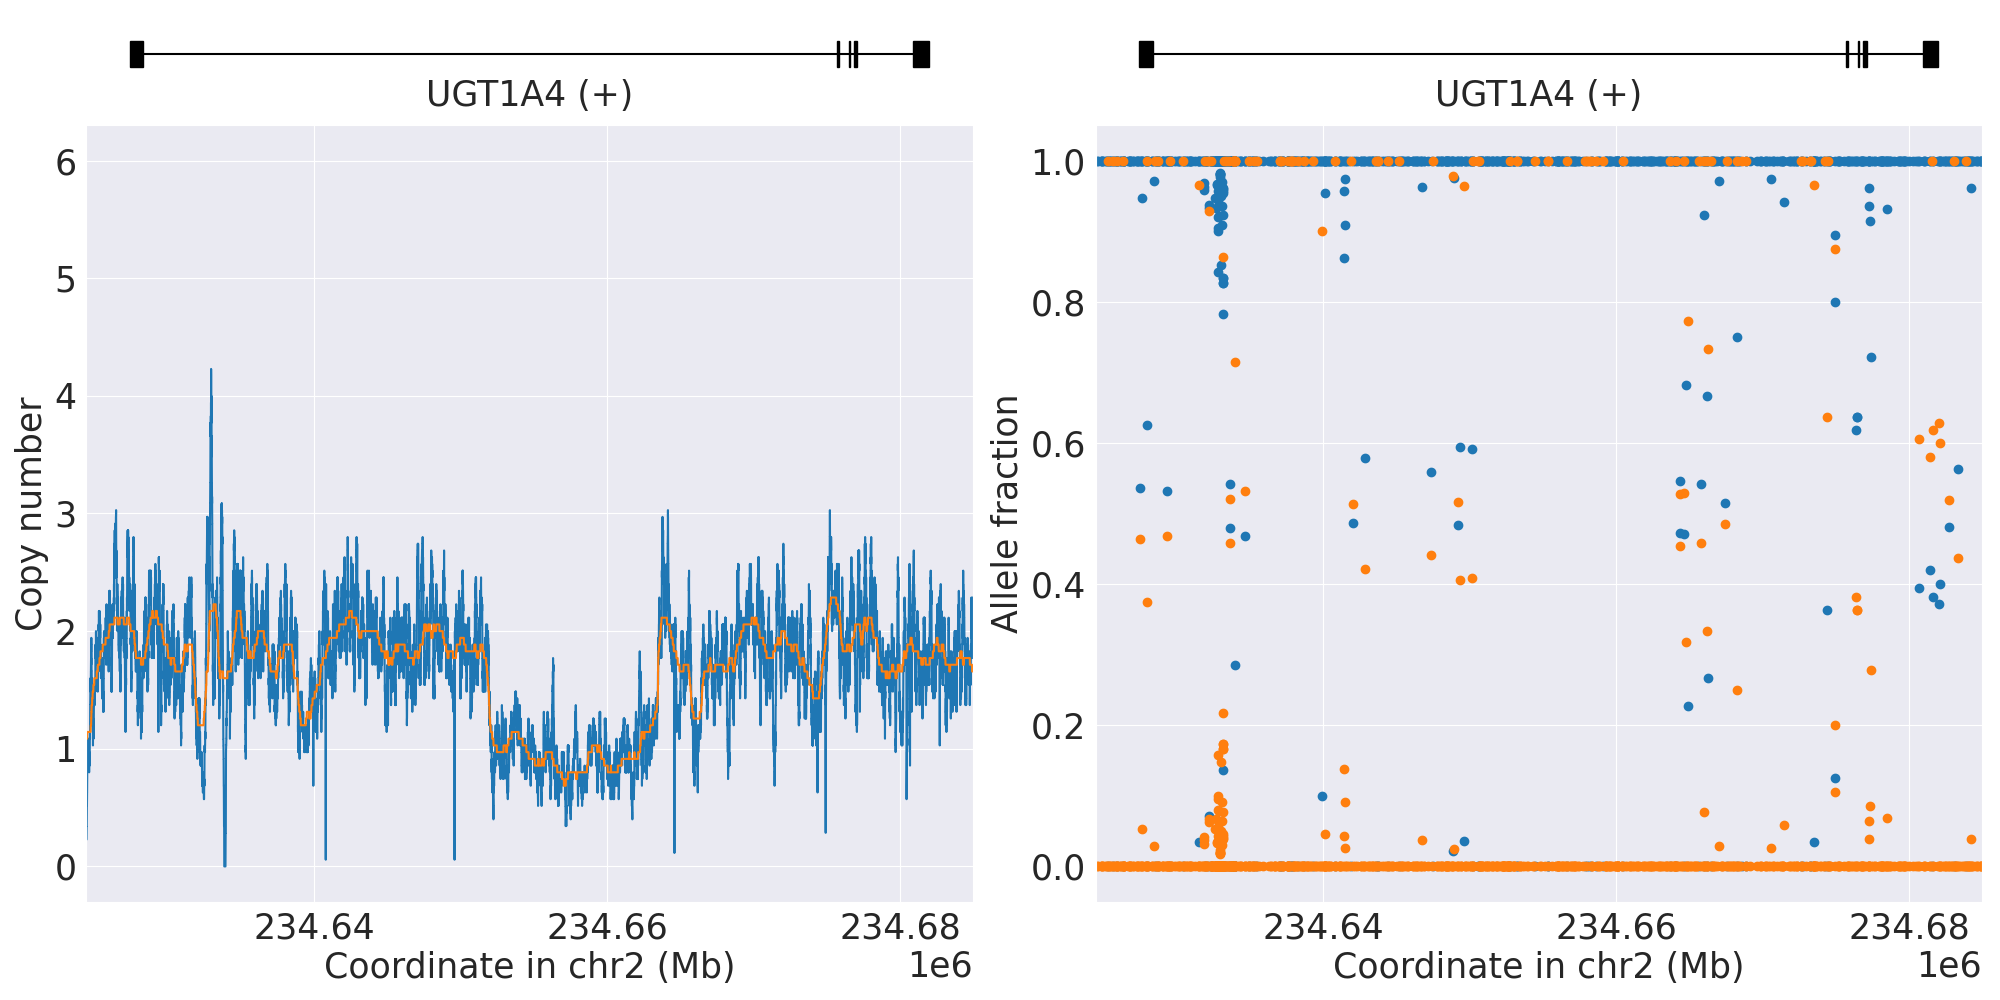 UGT1A4 (+)
Copy number
6
5
4
3
2
1
0
234.64 234.66 234.68
Coordinate in chr2 (Mb)
1e6
UGT1A4 (+)
Allele fraction
1.0
0.8
0.6
0.4
0.2
0.0
234.64 234.66 234.68
Coordinate in chr2 (Mb)
1e6